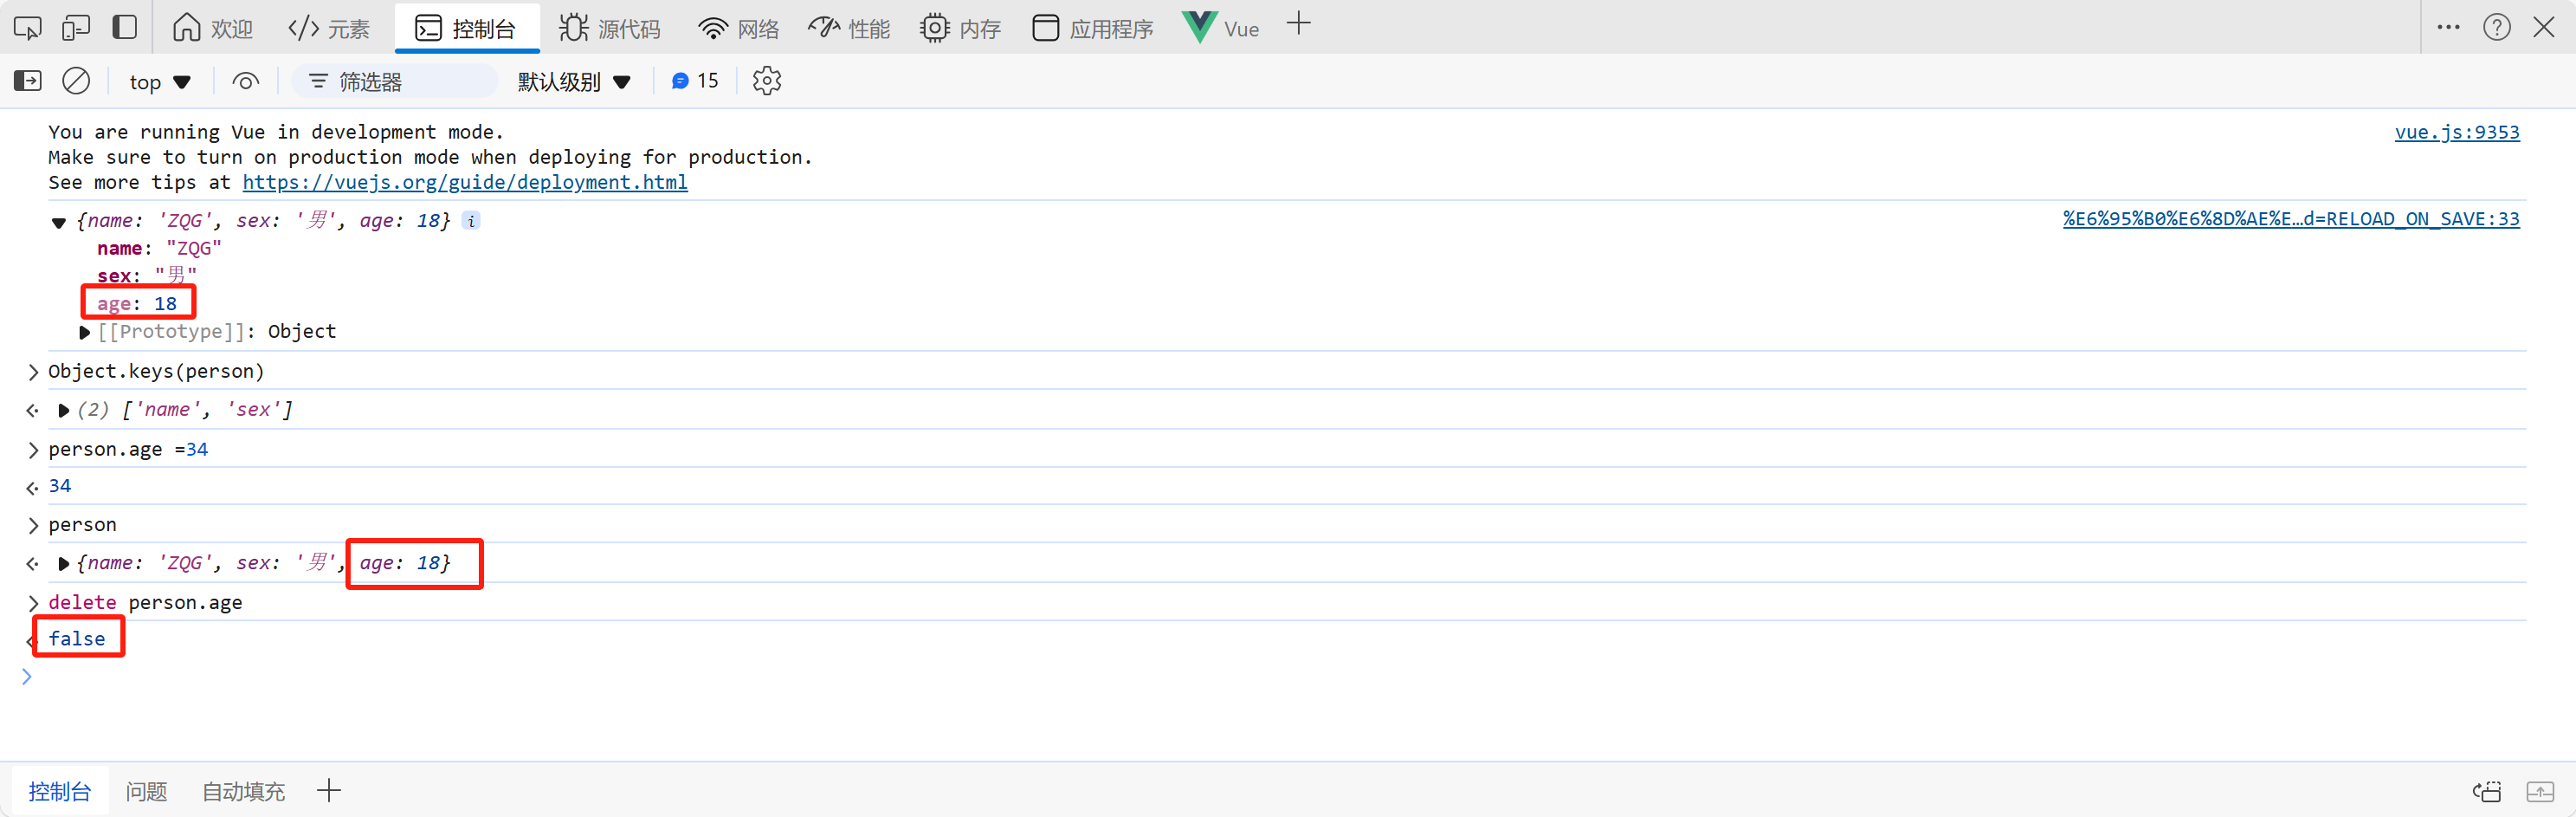 欢迎 元素 控制台 源代码 网络 性能 内存 应用程序 Vue
top 筛选器 默认级别 15
You are running Vue in development mode. vue.js:9353
Make sure to turn on production mode when deploying for production.
See more tips at https://vuejs.org/guide/deployment.html
{name: 'ZQG', sex: '男', age: 18} i %E6%95%B0%E6%8D%AE%E…d=RELOAD_ON_SAVE:33
name: "ZQG"
sex: "男"
age: 18
[[Prototype]]: Object
Object.keys(person)
(2) ['name', 'sex']
person.age =34
34
person
{name: 'ZQG', sex: '男', age: 18}
delete person.age
false
控制台 问题 自动填充